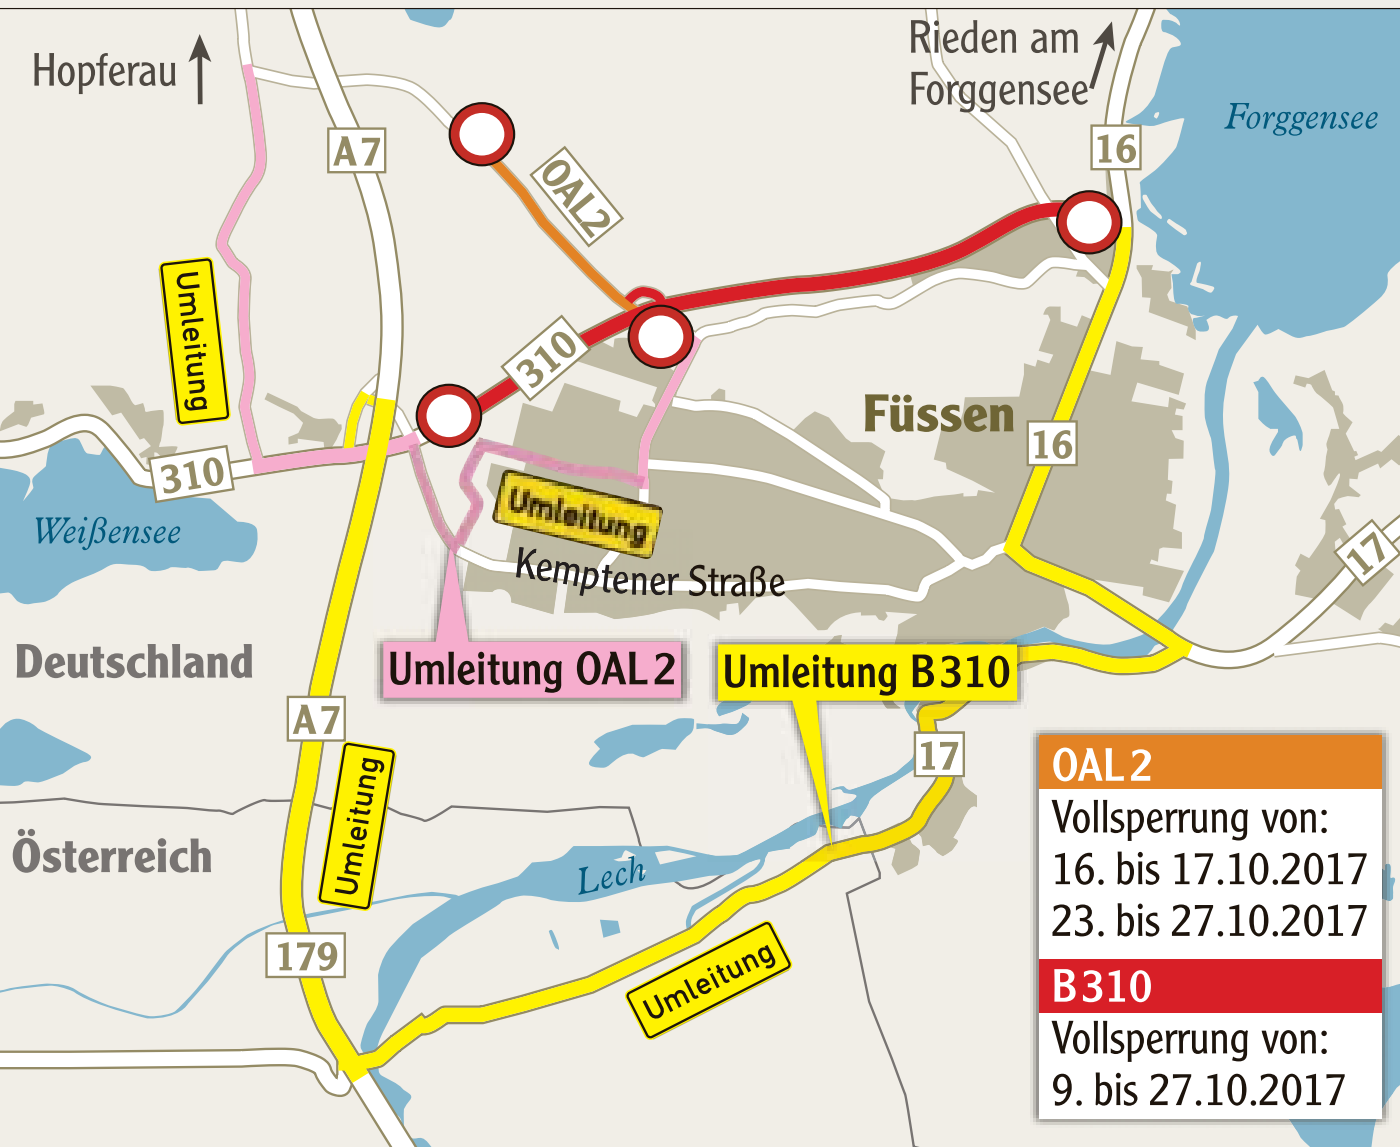 Hopferau
Rieden am
Forggensee
Forggensee
A7
16
OAL2
Umleitung
310
Füssen
16
310
Umleitung
Weißensee
17
Kemptener Straße
Deutschland
Umleitung OAL 2
Umleitung B 310
A7
17
Umleitung
Österreich
Lech
179
Umleitung
OAL 2
Vollsperrung von:
16. bis 17.10.2017
23. bis 27.10.2017
B 310
Vollsperrung von:
9. bis 27.10.2017